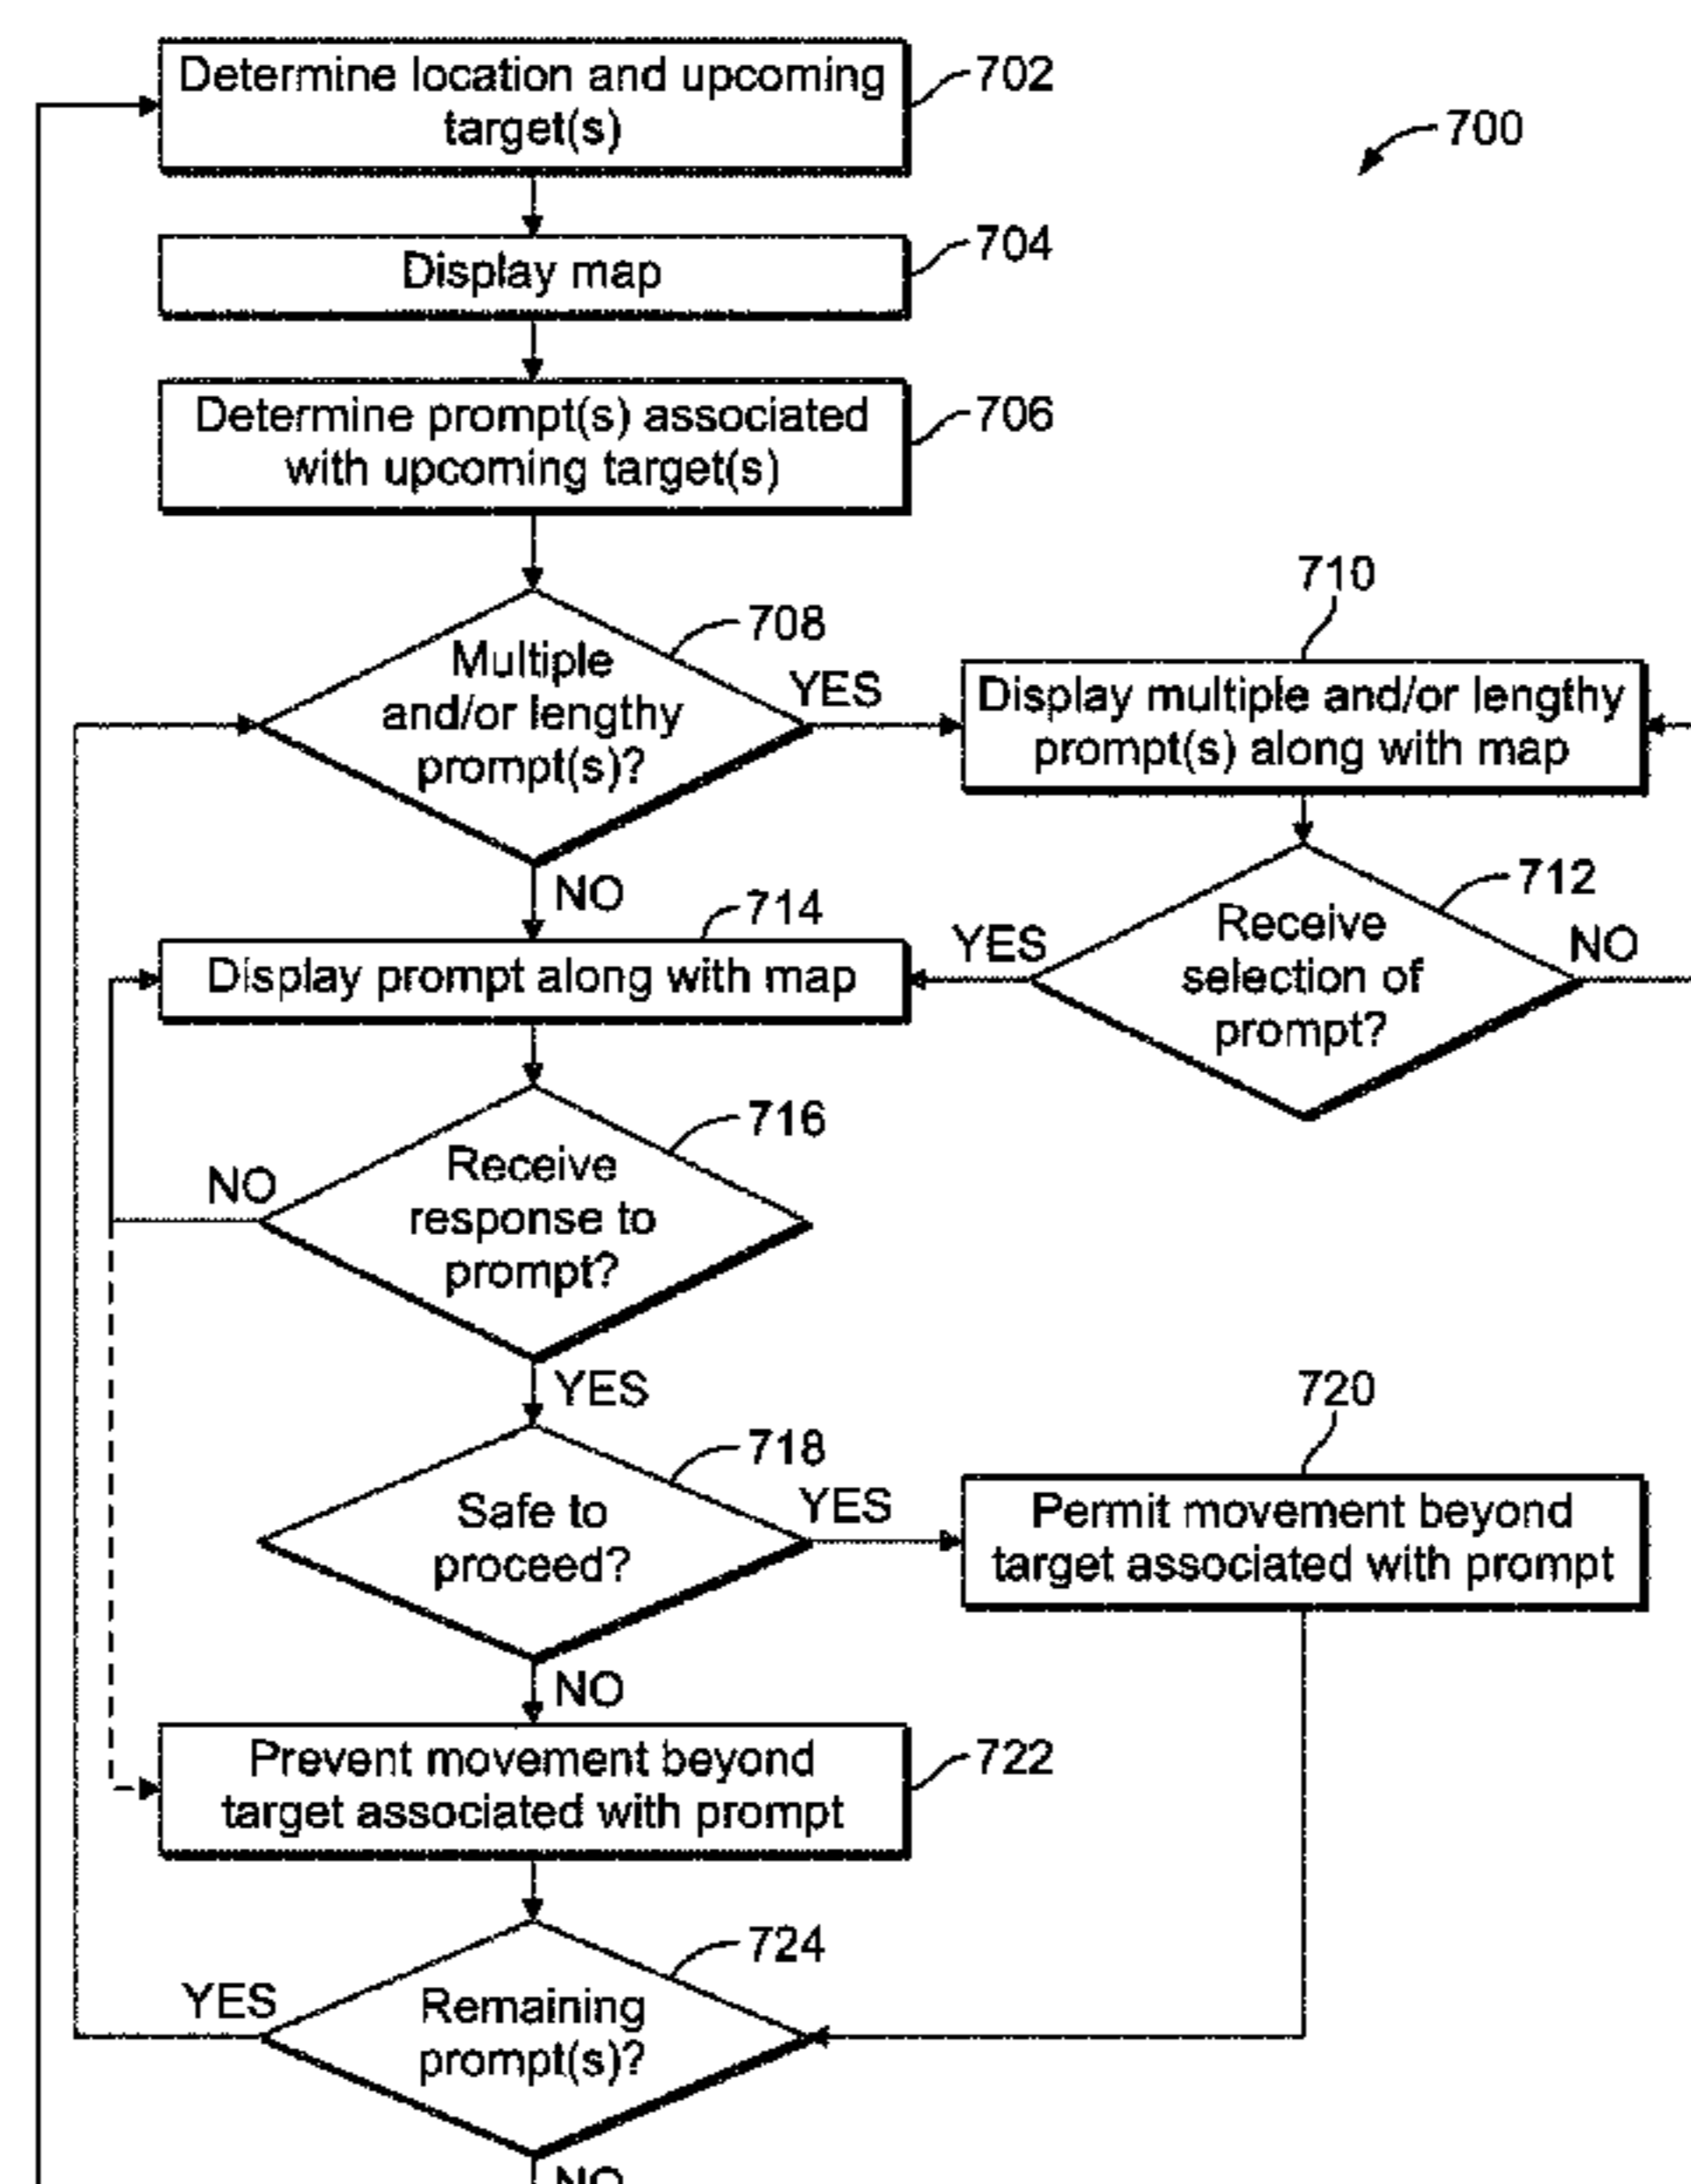 Determine location and upcoming
target(s)
702
700
Display map
704
Determine prompt(s) associated
with upcoming target(s)
706
Multiple
and/or lengthy
prompt(s)?
708
YES
NO
710
Display multiple and/or lengthy
prompt(s) along with map
712
Receive
selection of
prompt?
YES
NO
714
Display prompt along with map
716
Receive
response to
prompt?
NO
YES
718
Safe to
proceed?
YES
NO
720
Permit movement beyond
target associated with prompt
Prevent movement beyond
target associated with prompt
722
724
Remaining
prompt(s)?
YES
NO